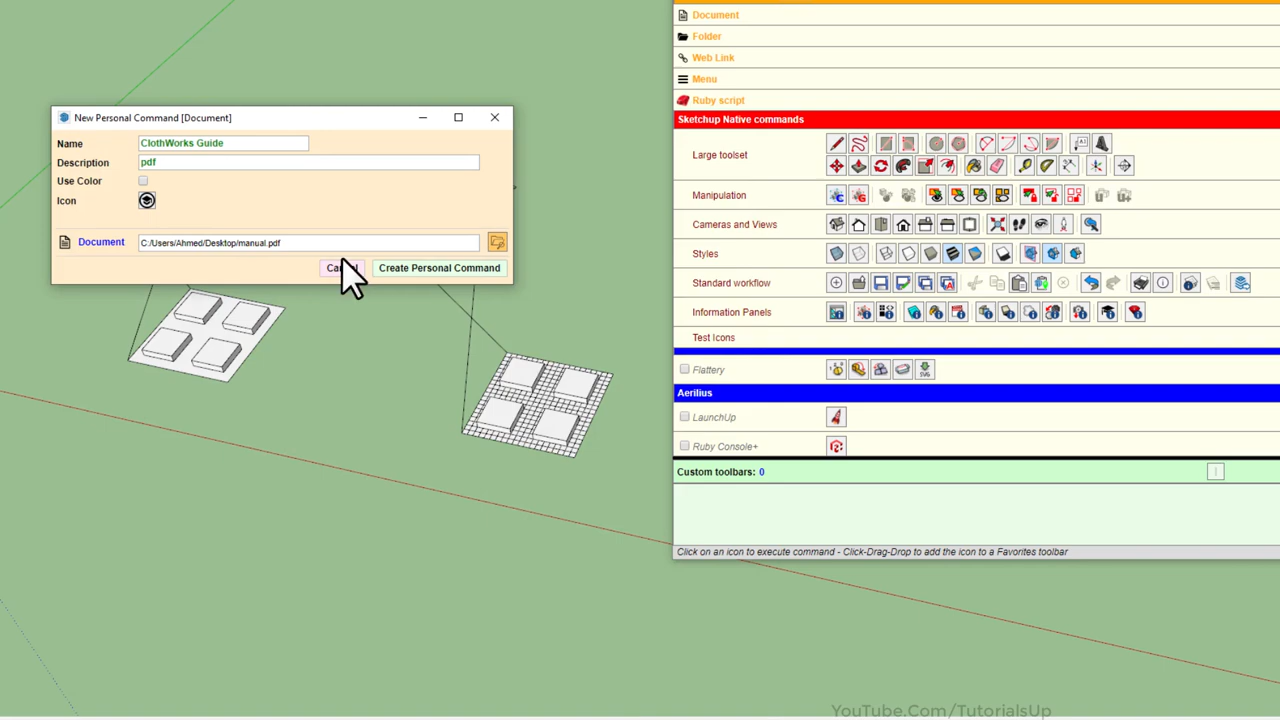 Document
Folder
Web Link
Menu
Ruby script
Sketchup Native commands
Large toolset
Manipulation
Cameras and Views
Styles
Standard workflow
Information Panels
Test Icons
Flattery
Aerilius
LaunchUp
Ruby Console+
Custom toolbars: 0
Click on an icon to execute command - Click-Drag-Drop to add the icon to a Favorites toolbar
New Personal Command [Document]
Name ClothWorks Guide
Description pdf
Use Color
Icon
Document C:/Users/Ahmed/Desktop/manual.pdf
Create Personal Command
YouTube.Com/TutorialsUp